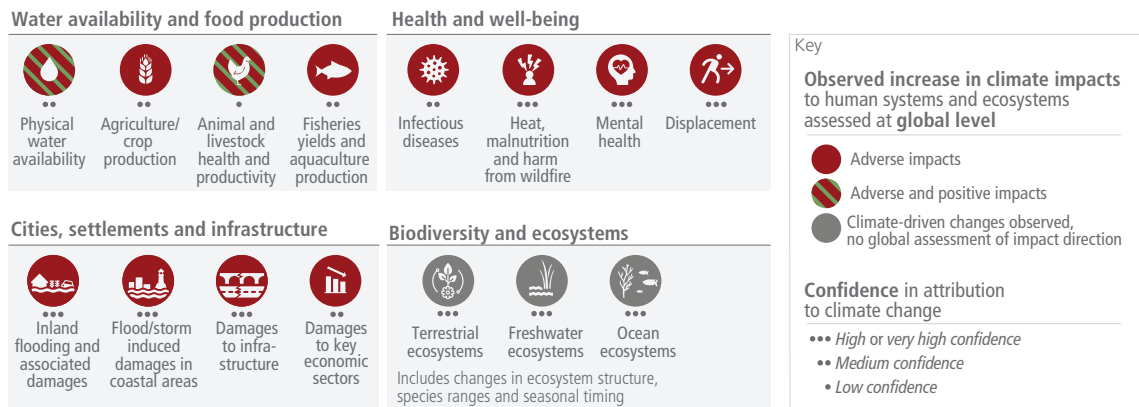 Water availability and food production
Physical
water
availability
Agriculture/
crop
production
Animal and
livestock
health and
productivity
Fisheries
yields and
aquaculture
production
Health and well-being
Infectious
diseases
Heat,
malnutrition
and harm
from wildfire
Mental
health
Displacement
Cities, settlements and infrastructure
Inland
flooding and
associated
damages
Flood/storm
induced
damages in
coastal areas
Damages
to infra-
structure
Damages
to key
economic
sectors
Biodiversity and ecosystems
Terrestrial
ecosystems
Freshwater
ecosystems
Ocean
ecosystems
Includes changes in ecosystem structure,
species ranges and seasonal timing
Key
Observed increase in climate impacts
to human systems and ecosystems
assessed at global level
Adverse impacts
Adverse and positive impacts
Climate-driven changes observed,
no global assessment of impact direction
Confidence in attribution
to climate change
••• High or very high confidence
•• Medium confidence
• Low confidence